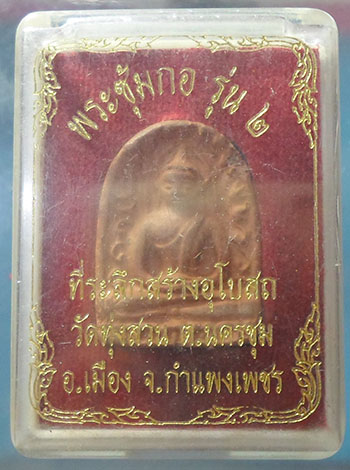 พระซุ้มกอ รุ่น ๒
ที่ระลึกสร้างอุโบสถ
วัดทุ่งสวน ต.นครชุม
อ.เมือง จ.กำแพงเพชร